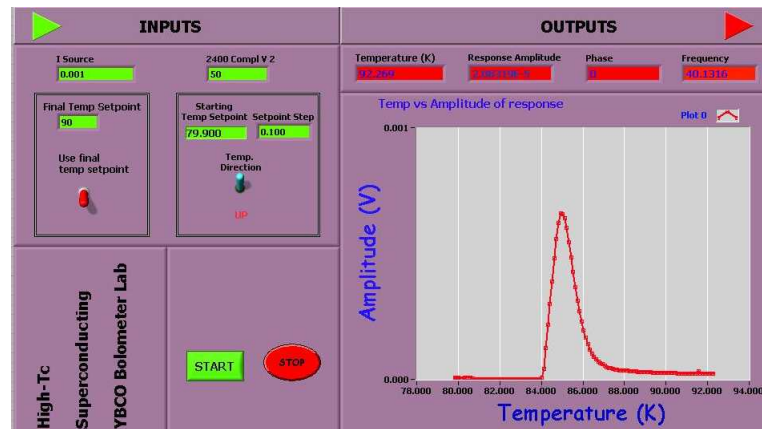 INPUTS
I Source
0.001
2400 Compl V 2
50
Final Temp Setpoint
90
Use final
temp setpoint
Starting
Temp Setpoint
79.900
Setpoint Step
0.100
Temp.
Direction
UP
High-Tc
Superconducting
YBCO Bolometer Lab
START
STOP
OUTPUTS
Temperature (K)
92.269
Response Amplitude
Phase
0
Frequency
40.1316
Temp vs Amplitude of response
Plot 0
Amplitude (V)
0.001
0.000
78.000 80.000 82.000 84.000 86.000 88.000 90.000 92.000 94.000
Temperature (K)